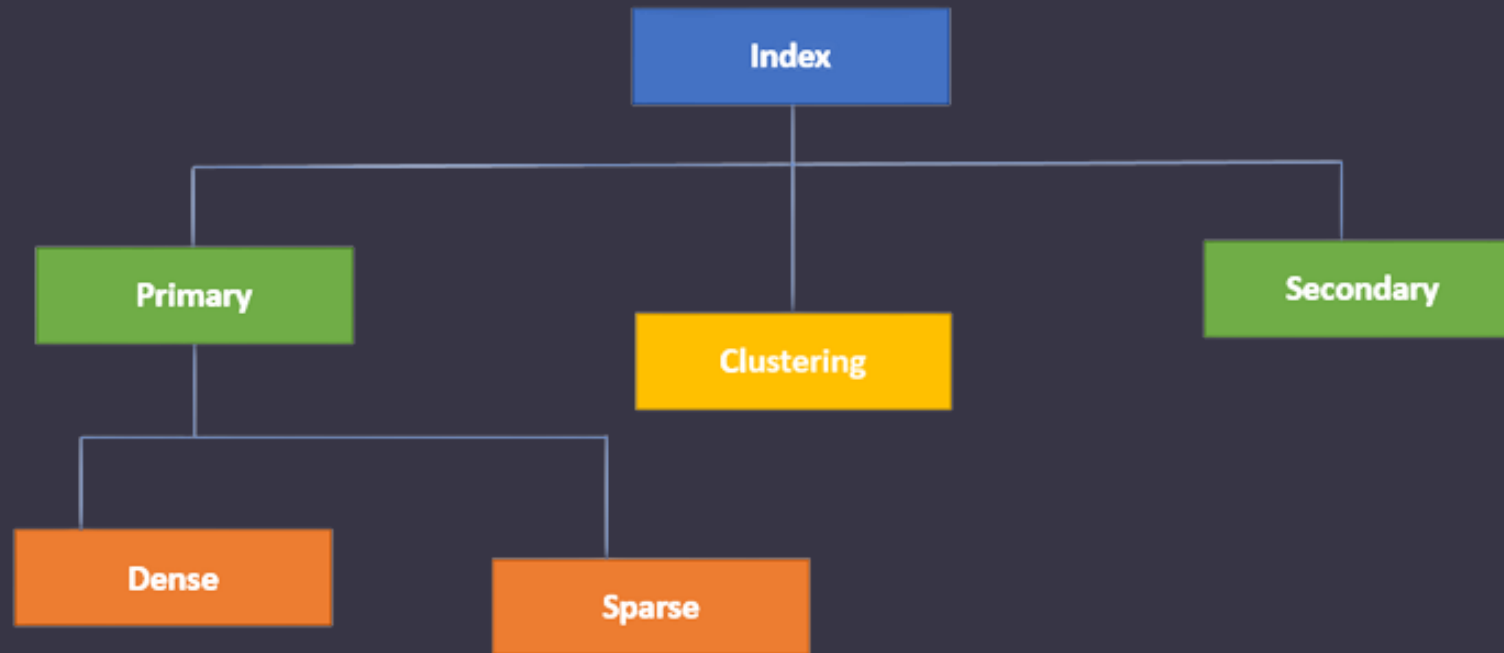 Index
Primary
Secondary
Clustering
Dense
Sparse